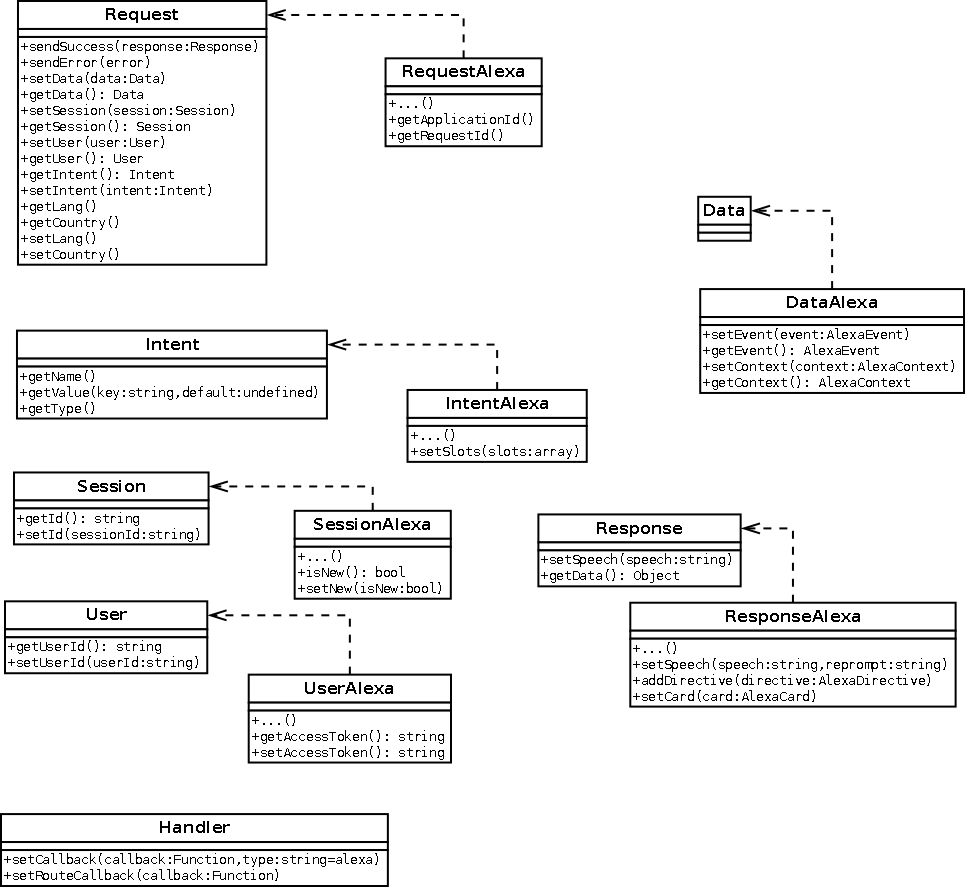 Request
+sendSuccess(response:Response)
+sendError(error)
+setData(data:Data)
+getData(): Data
+setSession(session:Session)
+getSession(): Session
+setUser(user:User)
+getUser(): User
+getIntent(): Intent
+setIntent(intent:Intent)
+getLang()
+getCountry()
+setLang()
+setCountry()
RequestAlexa
+...()
+getApplicationId()
+getRequestId()
Data
DataAlexa
+setEvent(event:AlexaEvent)
+getEvent(): AlexaEvent
+setContext(context:AlexaContext)
+getContext(): AlexaContext
Intent
+getName()
+getValue(key:string,default:undefined)
+getType()
IntentAlexa
+...()
+setSlots(slots:array)
Session
+getId(): string
+setId(sessionId:string)
SessionAlexa
+...()
+isNew(): bool
+setNew(isNew:bool)
Response
+setSpeech(speech:string)
+getData(): Object
ResponseAlexa
+...()
+setSpeech(speech:string,reprompt:string)
+addDirective(directive:AlexaDirective)
+setCard(card:AlexaCard)
User
+getUserId(): string
+setUserId(userId:string)
UserAlexa
+...()
+getAccessToken(): string
+setAccessToken(): string
Handler
+setCallback(callback:Function,type:string=alexa)
+setRouteCallback(callback:Function)